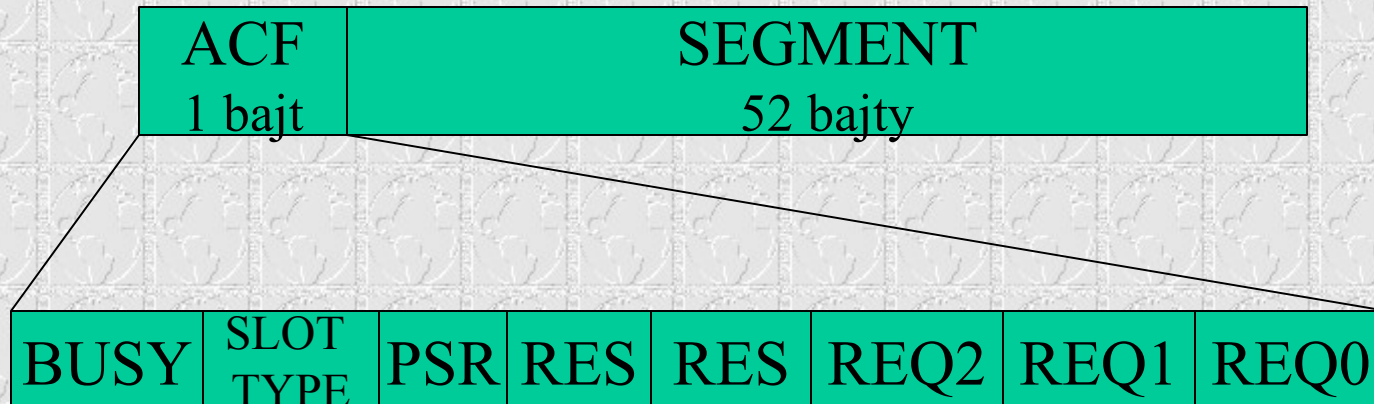 ACF
1 bajt
SEGMENT
52 bajty
BUSY
SLOT
TYPE
PSR
RES
RES
REQ2
REQ1
REQ0